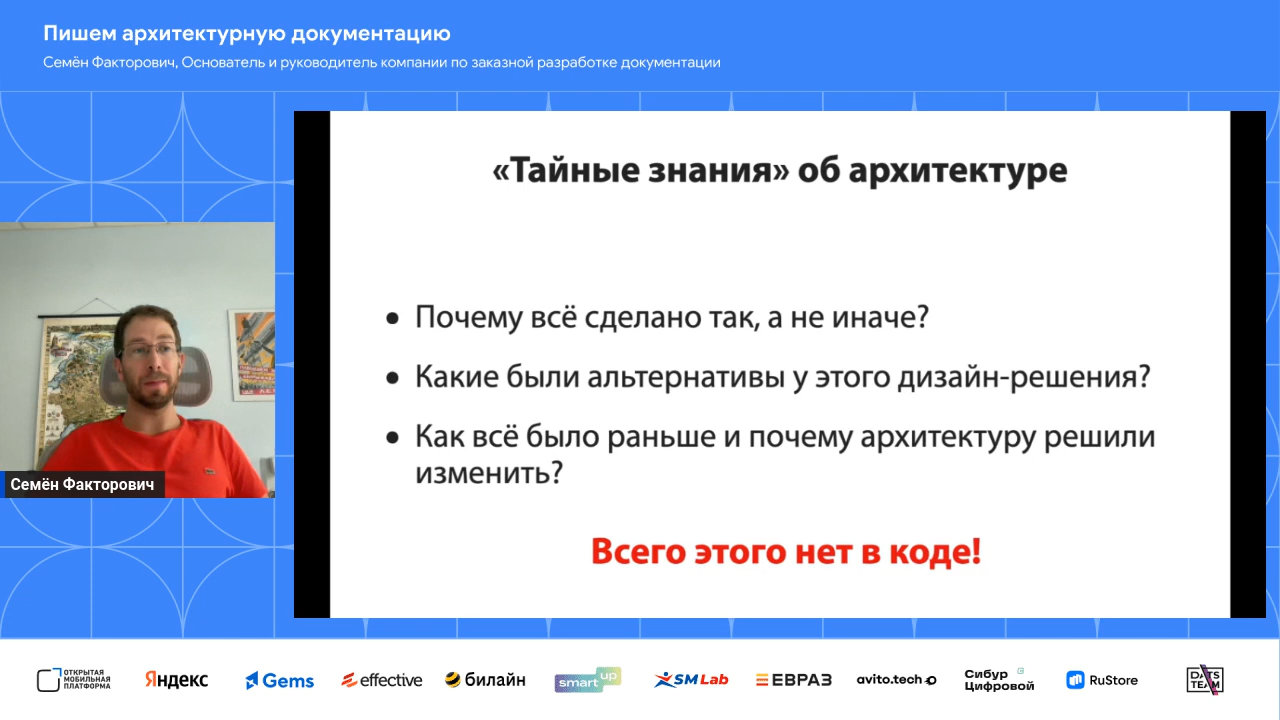 Пишем архитектурную документацию
Семён Факторович, Основатель и руководитель компании по заказной разработке документации
«Тайные знания» об архитектуре
• Почему всё сделано так, а не иначе?
• Какие были альтернативы у этого дизайн-решения?
• Как всё было раньше и почему архитектуру решили
изменить?
Всего этого нет в коде!
Семён Факторович
ОТКРЫТАЯ
МОБИЛЬНАЯ
ПЛАТФОРМА
Яндекс
Gems
effective
билайн
smart up
SM Lab
ЕВРАЗ
avito.tech
Сибур
Цифровой
RuStore
DATS
TEAM